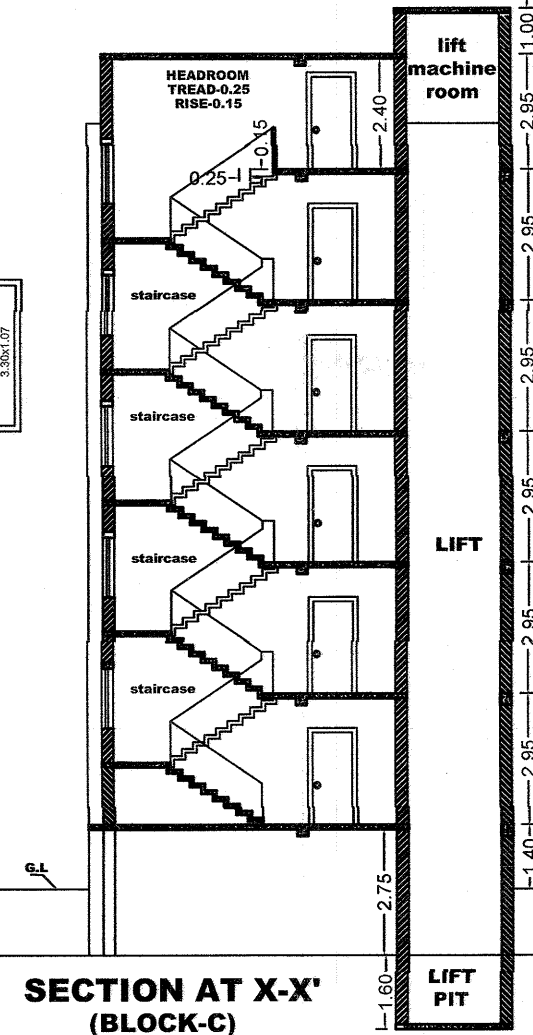 1.00
lift
machine
room
HEADROOM
TREAD-0.25
RISE-0.15
2.40
2.95
0.15
0.25
2.95
staircase
3.30x1.07
2.95
staircase
2.95
LIFT
staircase
2.95
staircase
2.95
1.40
G.L
2.75
SECTION AT X-X'
(BLOCK-C)
1.60
LIFT
PIT